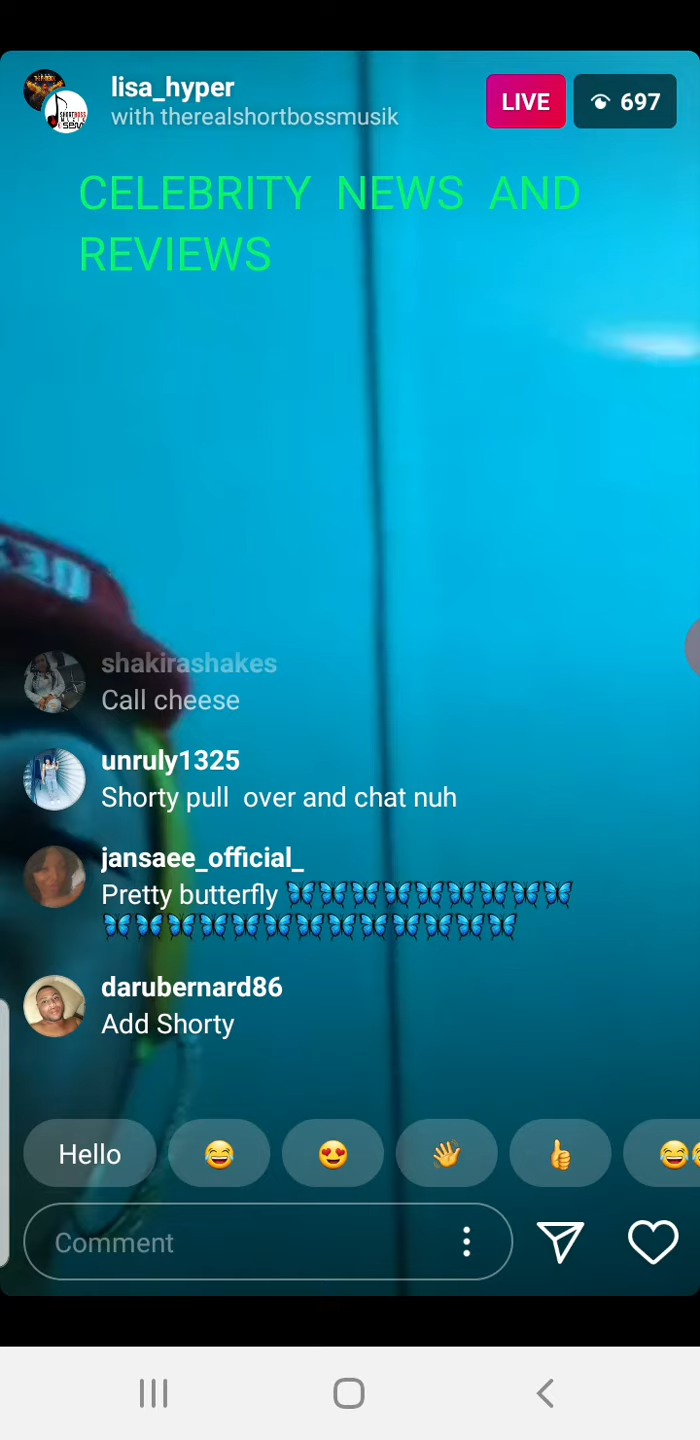 lisa_hyper
with therealshortbossmusik
LIVE
697
CELEBRITY NEWS AND
REVIEWS
shakirashakes
Call cheese
unruly1325
Shorty pull over and chat nuh
jansaee_official_
Pretty butterfly 🦋🦋🦋🦋🦋🦋🦋🦋🦋
🦋🦋🦋🦋🦋🦋🦋🦋🦋🦋🦋🦋🦋
darubernard86
Add Shorty
Hello 😂 😍 👋 👍 😂
Comment